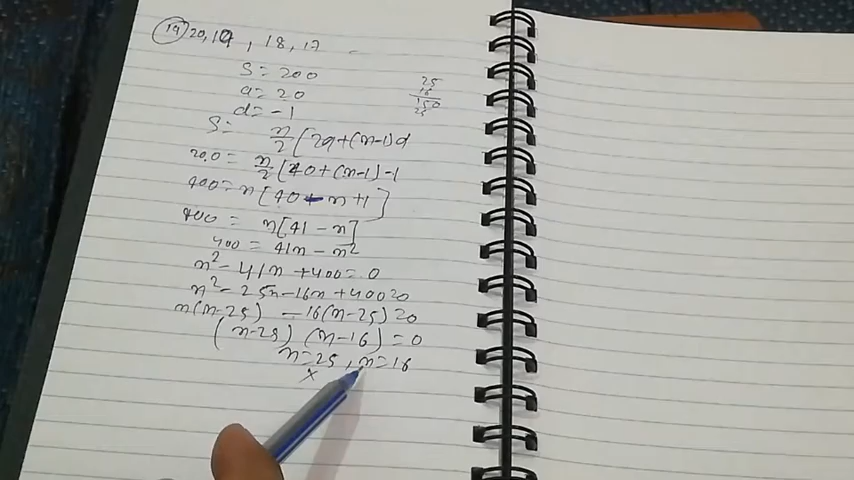 19 20, 19, 18, 17
S = 200
a = 20
d = -1
25
16
150
25
S = n/2 [2a+(n-1)d
200 = n/2 [40+(n-1)-1
400 = n[40-n+1]
400 = n[41-n]
400 = 41n - n²
n² - 41n + 400 = 0
n² - 25n - 16n + 400=0
n(n-25) - 16(n-25)=0
(n-25) (n-16) = 0
n=25, n=16
x